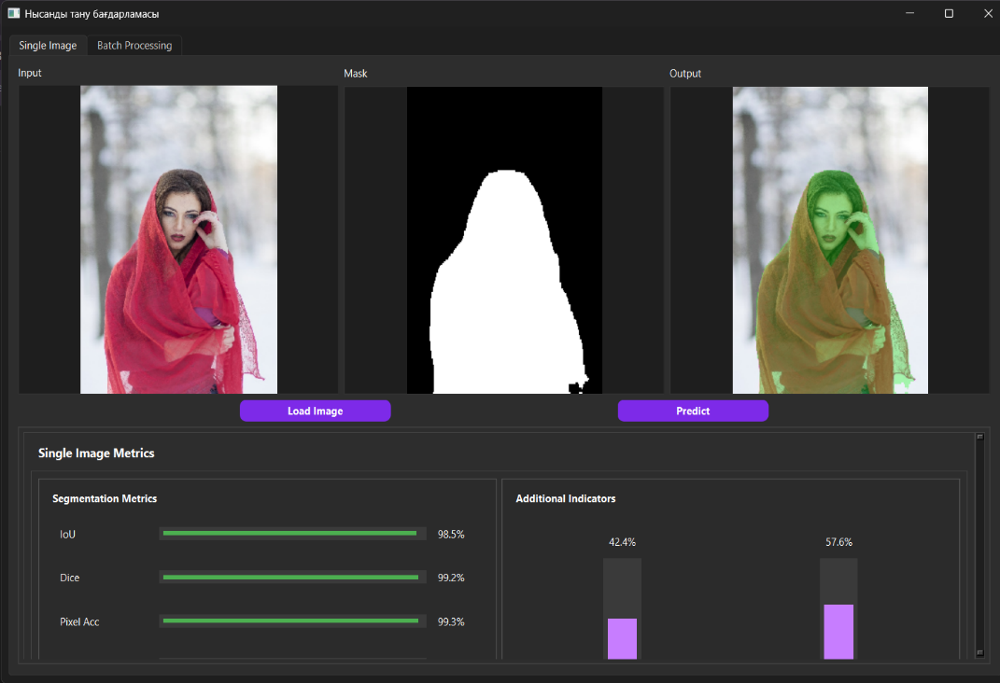 Нысанды тану бағдарламасы
Single Image Batch Processing
Input Mask Output
Load Image Predict
Single Image Metrics
Segmentation Metrics
IoU 98.5%
Dice 99.2%
Pixel Acc 99.3%
Additional Indicators
42.4% 57.6%